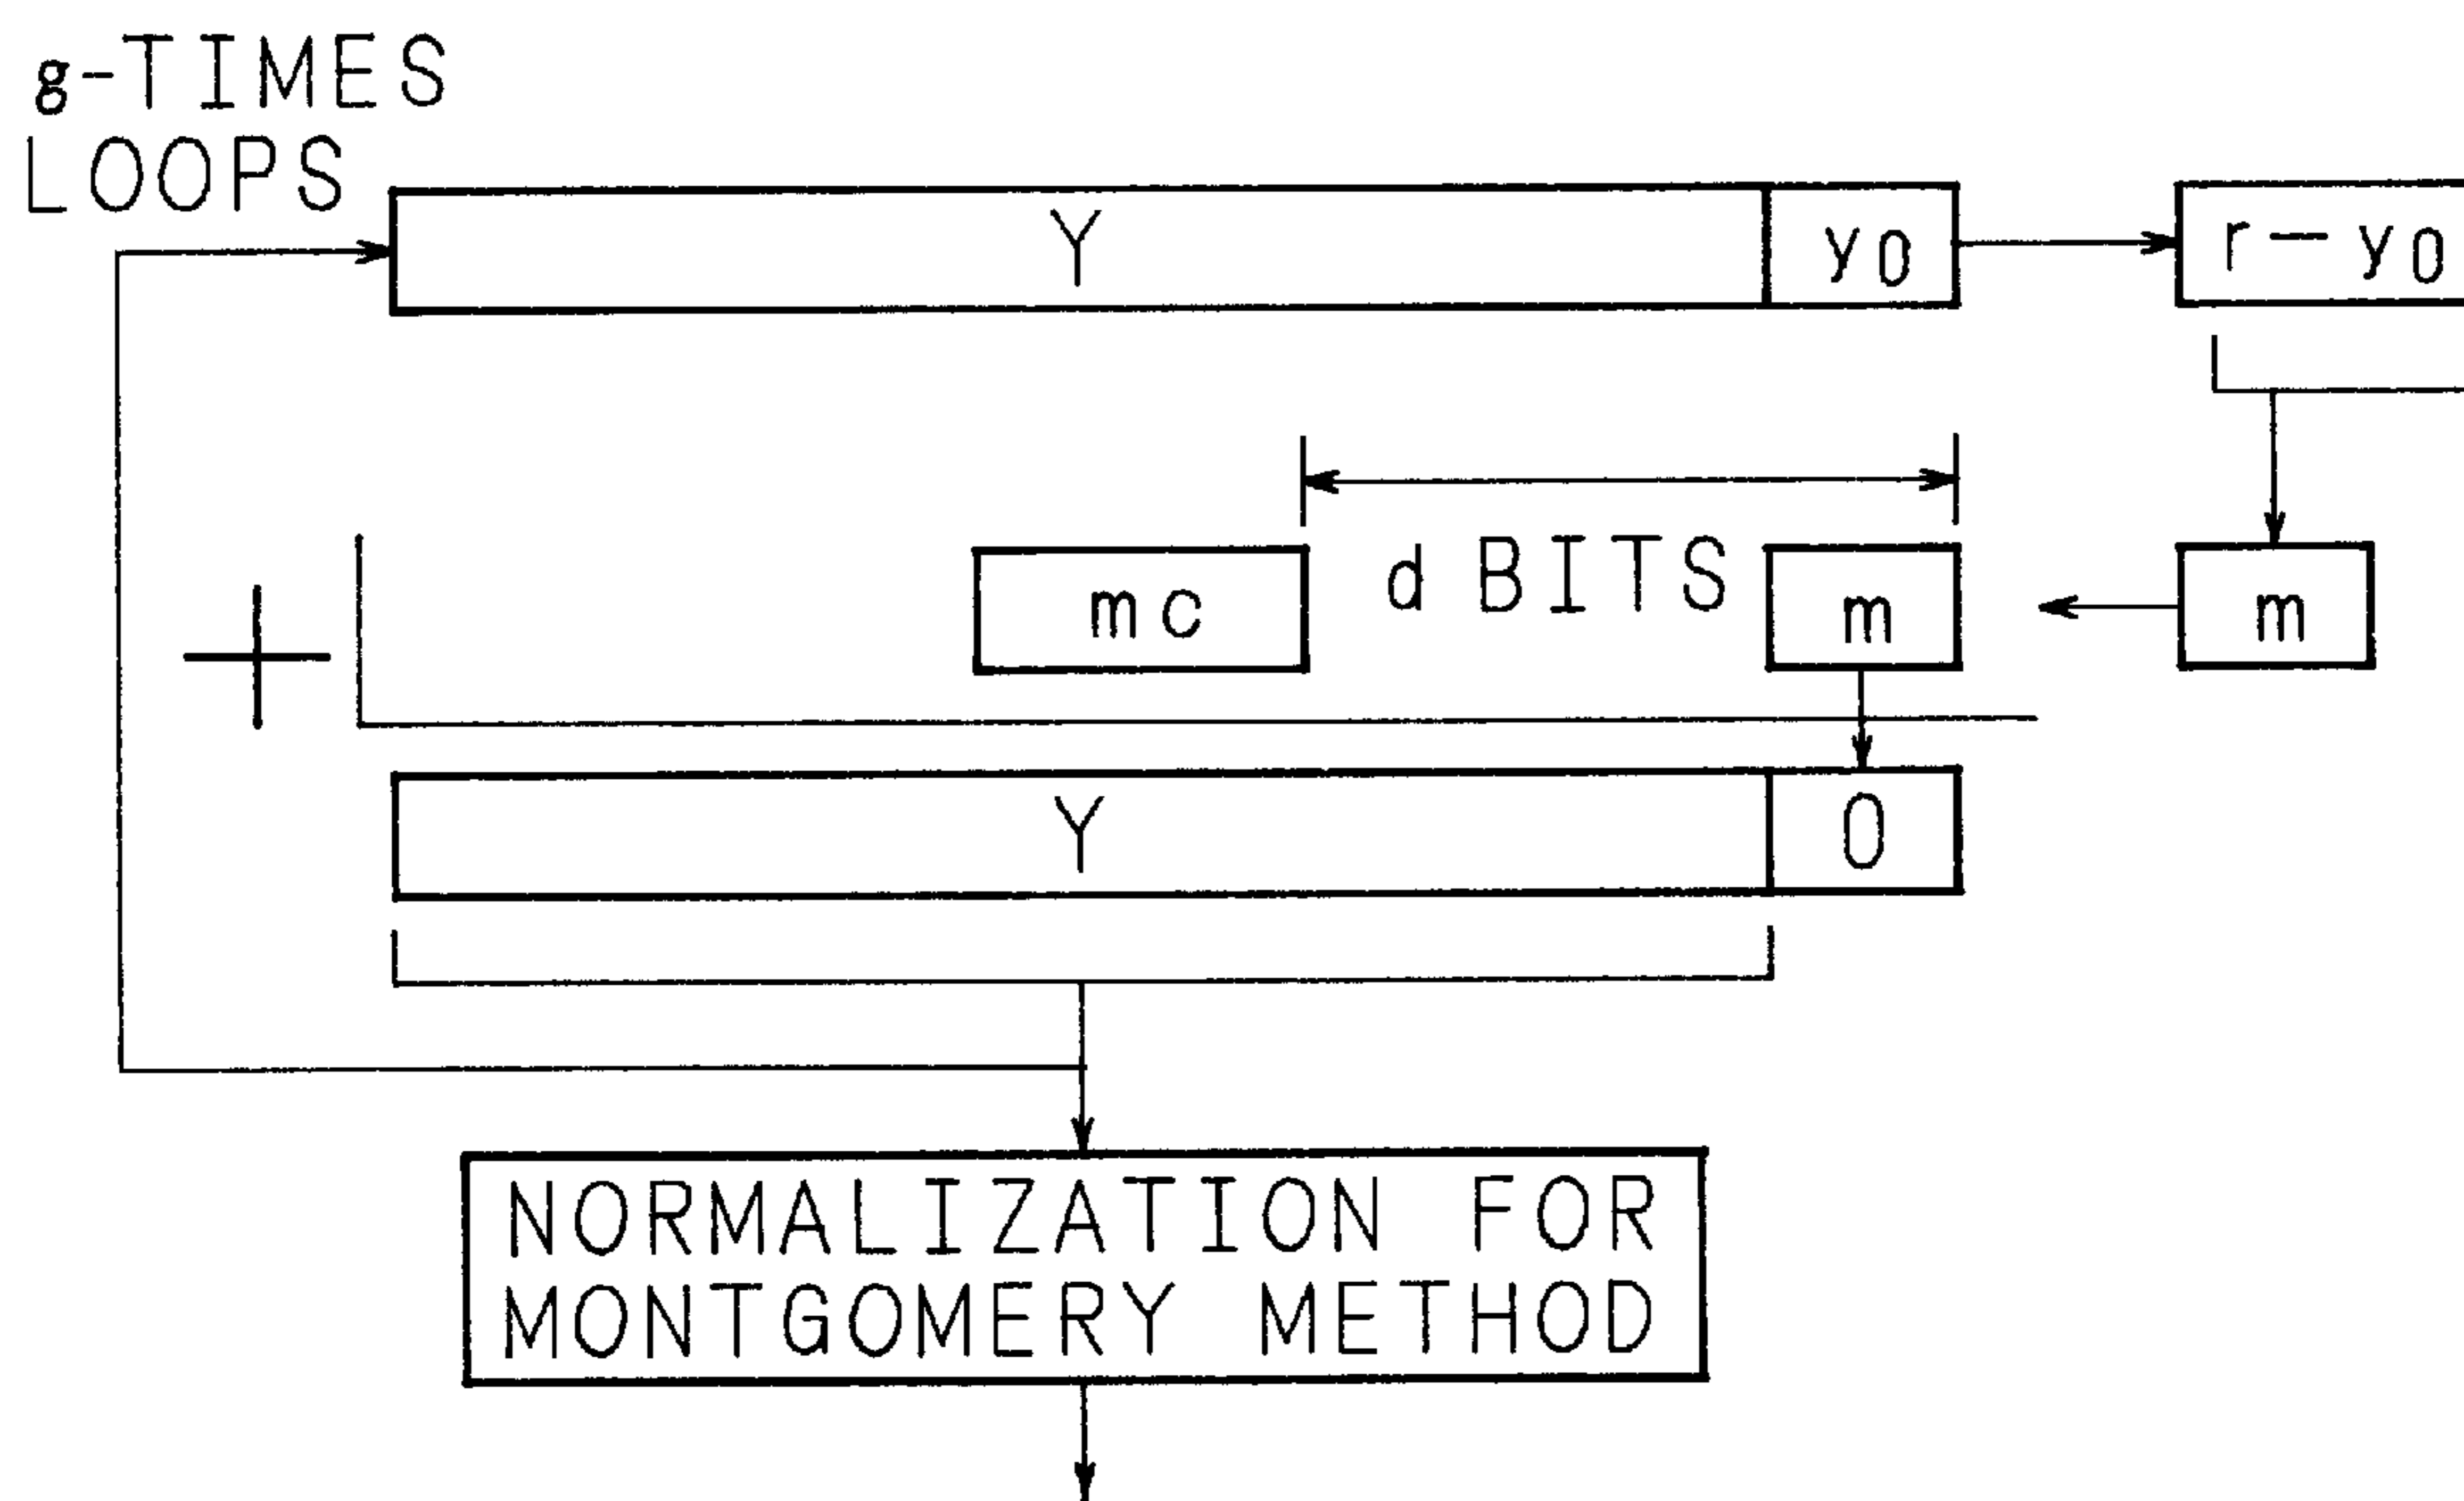 g-TIMES
LOOPS
Y y0 r-y0
mc d BITS m m
+
Y 0
NORMALIZATION FOR
MONTGOMERY METHOD